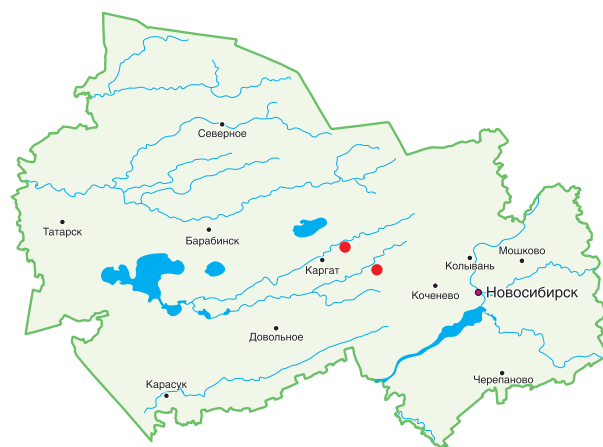 Северное
Татарск
Барабинск
Мошково
Колывань
Каргат
Коченево
Новосибирск
Довольное
Карасук
Черепаново